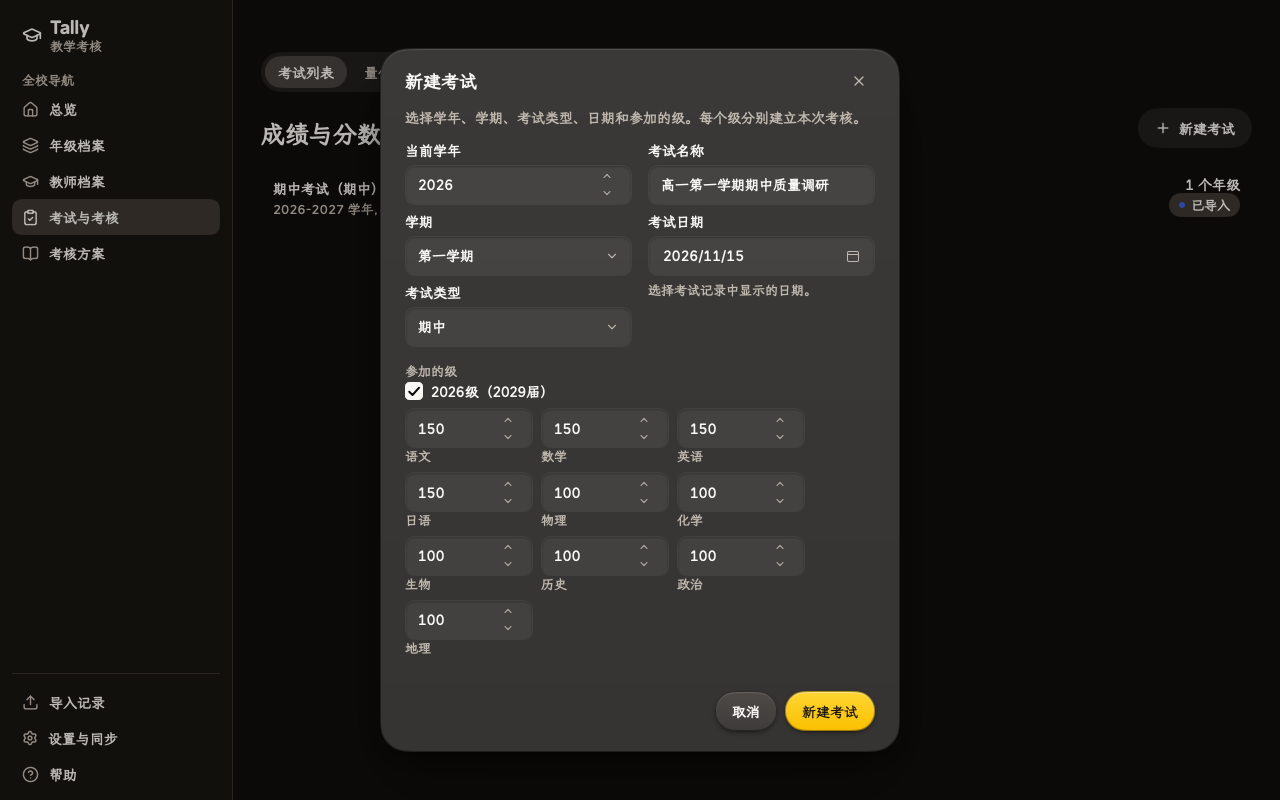 Tally
教学考核
全校导航
总览
年级档案
教师档案
考试与考核
考核方案
导入记录
设置与同步
帮助
考试列表
成绩与分数
新建考试
期中考试（期中）
2026-2027 学年,
1 个年级
已导入
新建考试
选择学年、学期、考试类型、日期和参加的级。每个级分别建立本次考核。
当前学年
2026
考试名称
高一第一学期期中质量调研
学期
第一学期
考试日期
2026/11/15
选择考试记录中显示的日期。
考试类型
期中
参加的级
2026级（2029届）
150 150 150
语文 数学 英语
150 100 100
日语 物理 化学
100 100 100
生物 历史 政治
100
地理
取消
新建考试